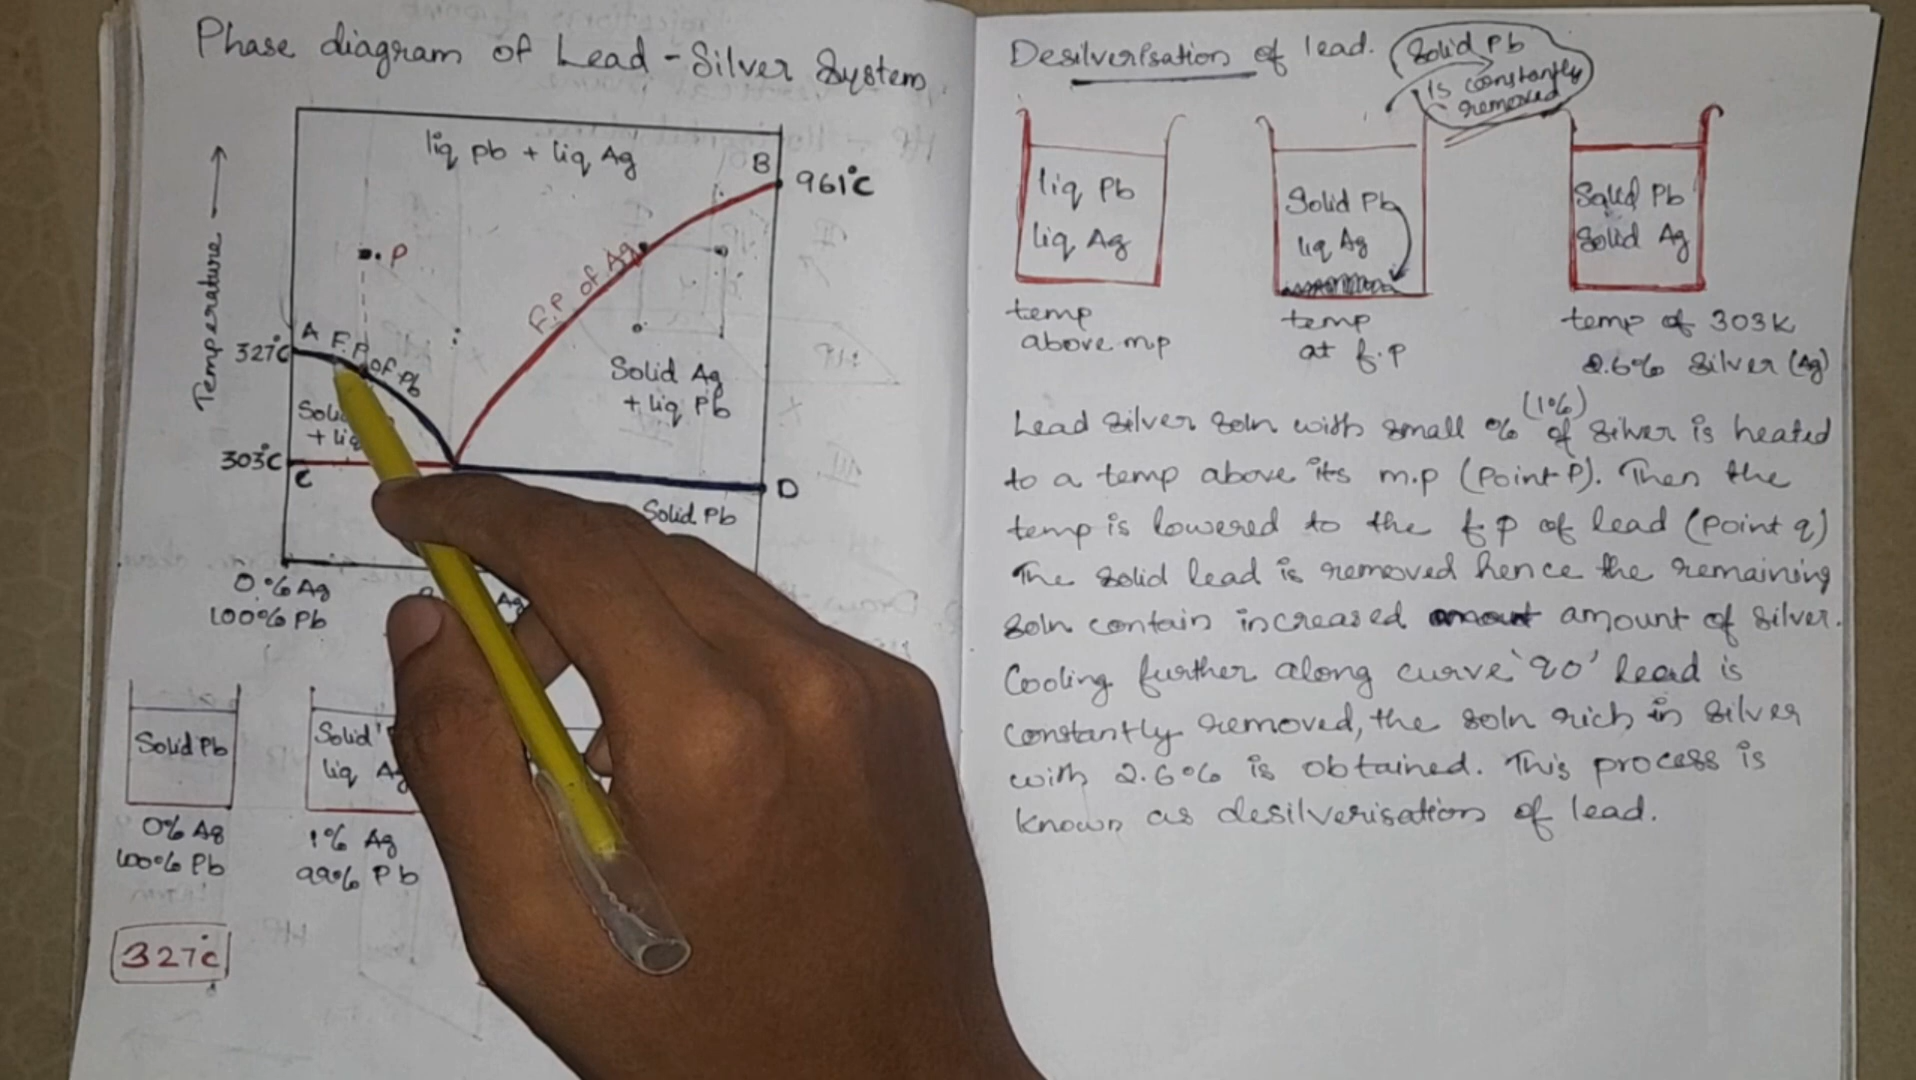 Phase diagram of Lead - Silver System
liq pb + liq Ag
B
961°C
P
F.P of Ag
Temperature
327°C
A F.P of Pb
Solid Ag
+ liq Pb
303°C
C
D
Solid Pb
0% Ag
100% Pb
Ag
Solid Pb
0% Ag
100% Pb
Solid
liq Ag
1% Ag
99% Pb
327°C
Desilverisation of lead.
Solid Pb
is constantly
removed
liq Pb
liq Ag
temp
above m.p
Solid Pb
liq Ag
temp
at f.p
Solid Pb
Solid Ag
temp of 303K
2.6% Silver (Ag)
Lead silver soln with small % (1%) of silver is heated
to a temp above its m.p (Point P). Then the
temp is lowered to the f.p of lead (point q)
The solid lead is removed hence the remaining
soln contain increased amount of silver.
Cooling further along curve 'qo' lead is
constantly removed, the soln rich in silver
with 2.6% is obtained. This process is
known as desilverisation of lead.